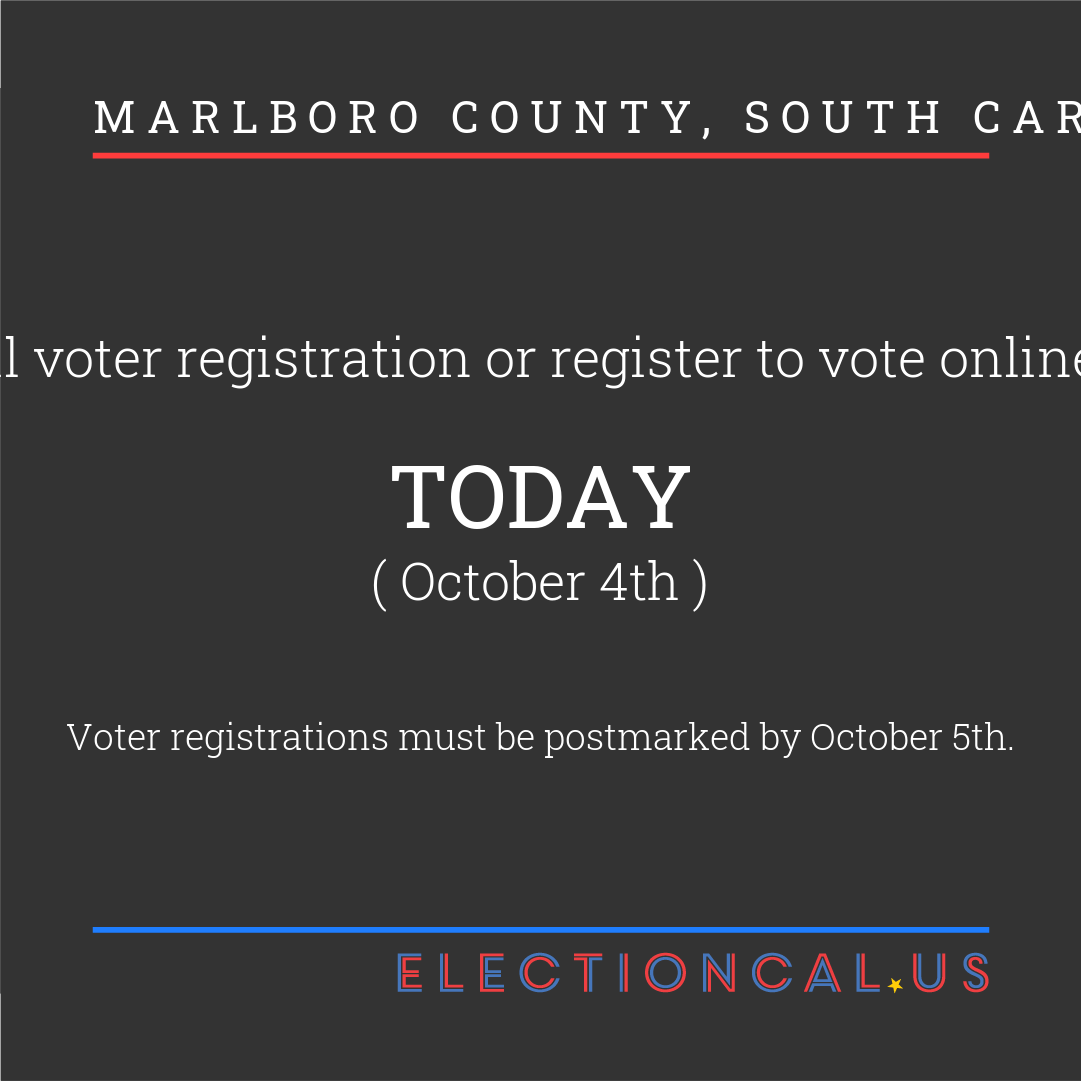 MARLBORO COUNTY, SOUTH CAR
l voter registration or register to vote online
TODAY
( October 4th )
Voter registrations must be postmarked by October 5th.
ELECTIONCAL.US